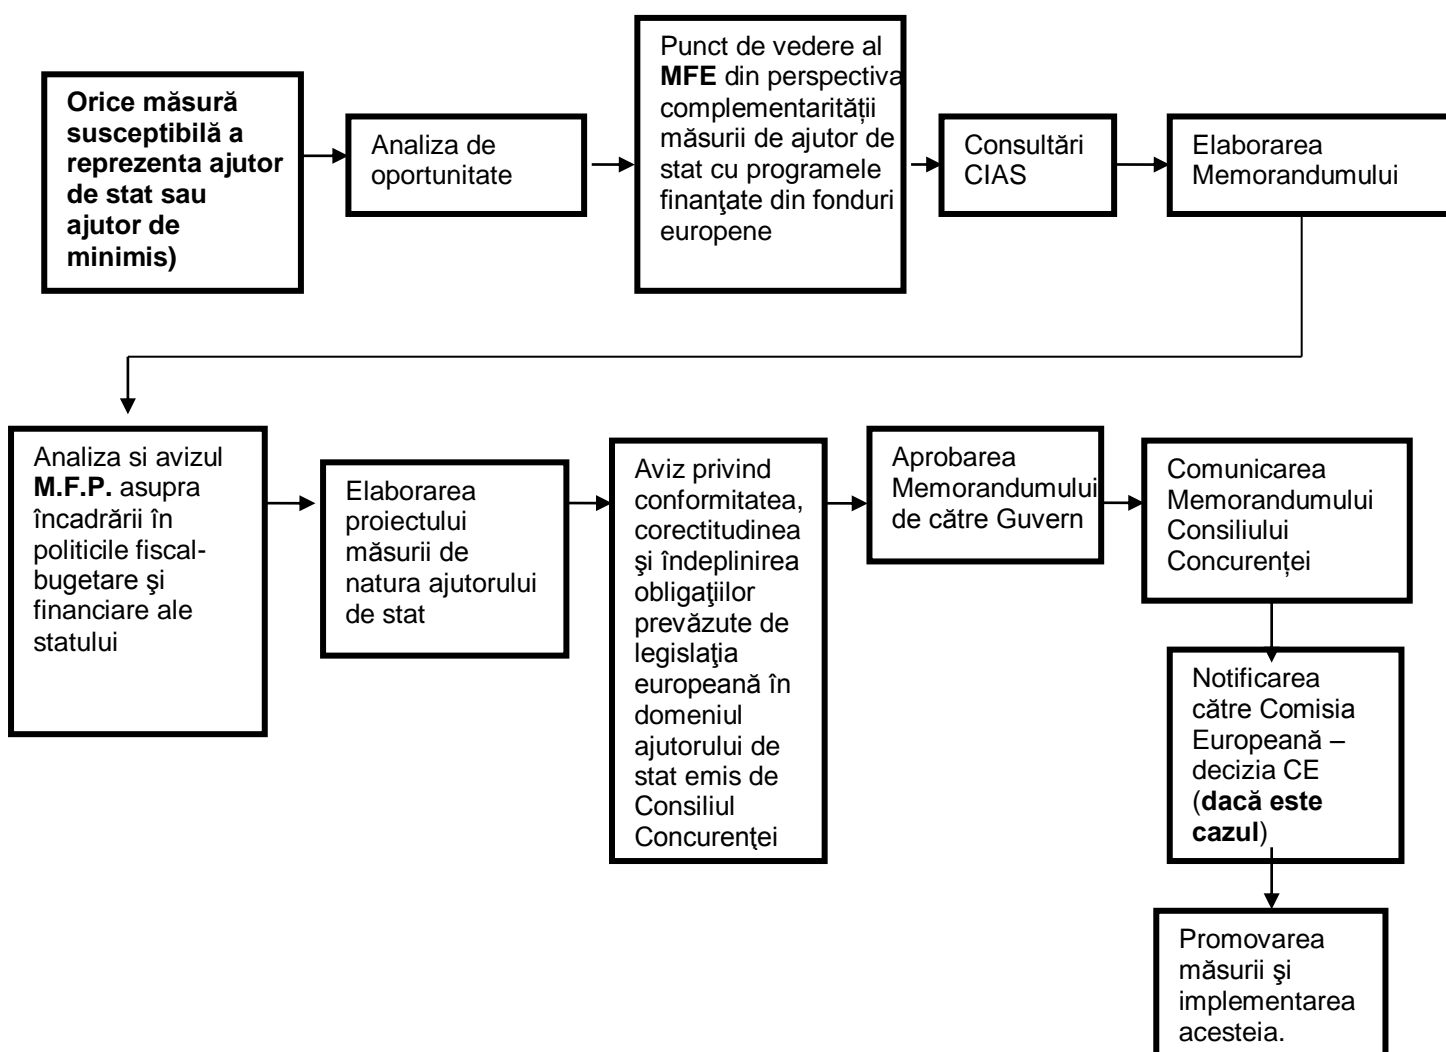 Orice măsură
susceptibilă a
reprezenta ajutor
de stat sau
ajutor de
minimis)
Analiza de
oportunitate
Punct de vedere al
MFE din perspectiva
complementarității
măsurii de ajutor de
stat cu programele
finanţate din fonduri
europene
Consultări
CIAS
Elaborarea
Memorandumului
Analiza si avizul
M.F.P. asupra
încadrării în
politicile fiscal-
bugetare şi
financiare ale
statului
Elaborarea
proiectului
măsurii de
natura ajutorului
de stat
Aviz privind
conformitatea,
corectitudinea
şi îndeplinirea
obligaţiilor
prevăzute de
legislaţia
europeană în
domeniul
ajutorului de
stat emis de
Consiliul
Concurenţei
Aprobarea
Memorandumului
de către Guvern
Comunicarea
Memorandumului
Consiliului
Concurenței
Notificarea
către Comisia
Europeană –
decizia CE
(dacă este
cazul)
Promovarea
măsurii şi
implementarea
acesteia.